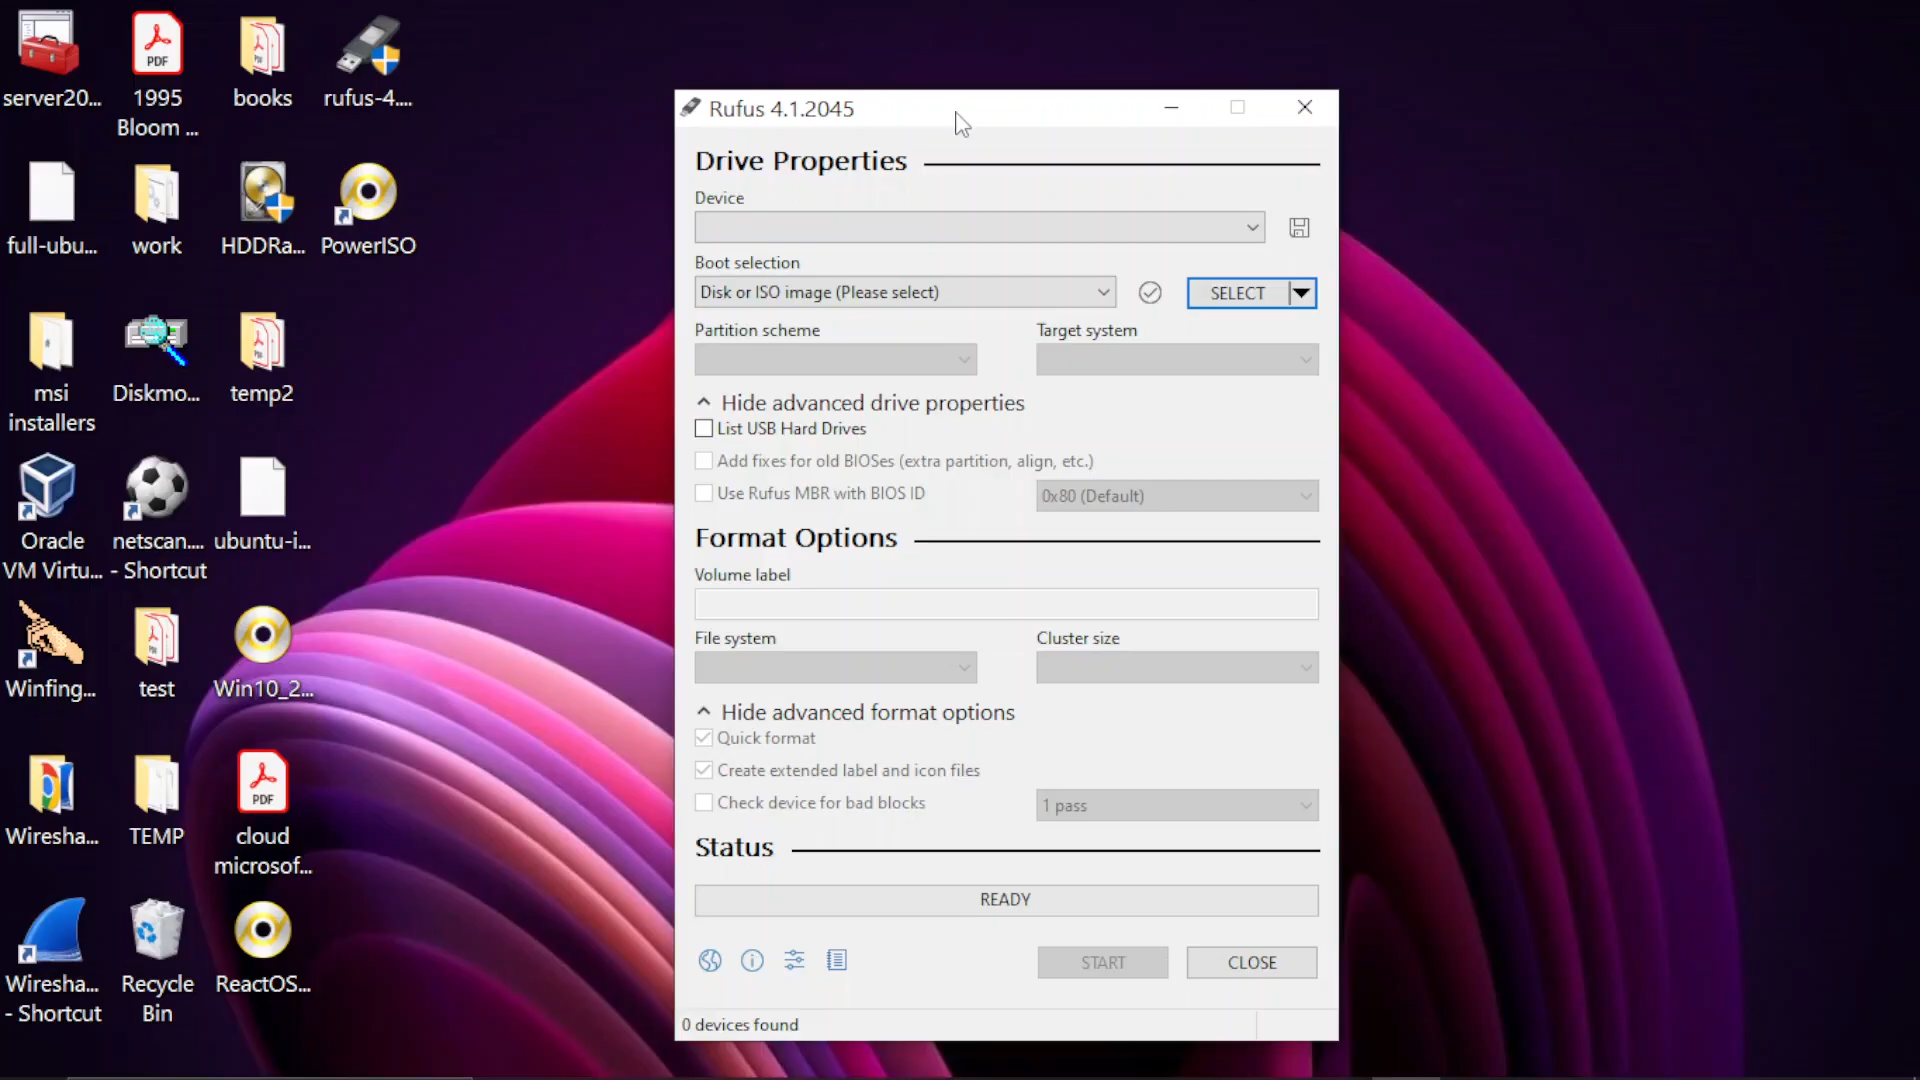 server20...
1995
Bloom ...
PDF
books
rufus-4....
full-ubu...
work
HDDRa...
PowerISO
msi
installers
Diskmo...
temp2
Oracle
VM Virtu...
netscan....
- Shortcut
ubuntu-i...
Winfing...
test
Win10_2...
Wiresha...
TEMP
PDF
cloud
microsof...
Wiresha...
- Shortcut
Recycle
Bin
ReactOS...
Rufus 4.1.2045
Drive Properties
Device
Boot selection
Disk or ISO image (Please select)
SELECT
Partition scheme
Target system
Hide advanced drive properties
List USB Hard Drives
Add fixes for old BIOSes (extra partition, align, etc.)
Use Rufus MBR with BIOS ID
0x80 (Default)
Format Options
Volume label
File system
Cluster size
Hide advanced format options
Quick format
Create extended label and icon files
Check device for bad blocks
1 pass
Status
READY
START
CLOSE
0 devices found